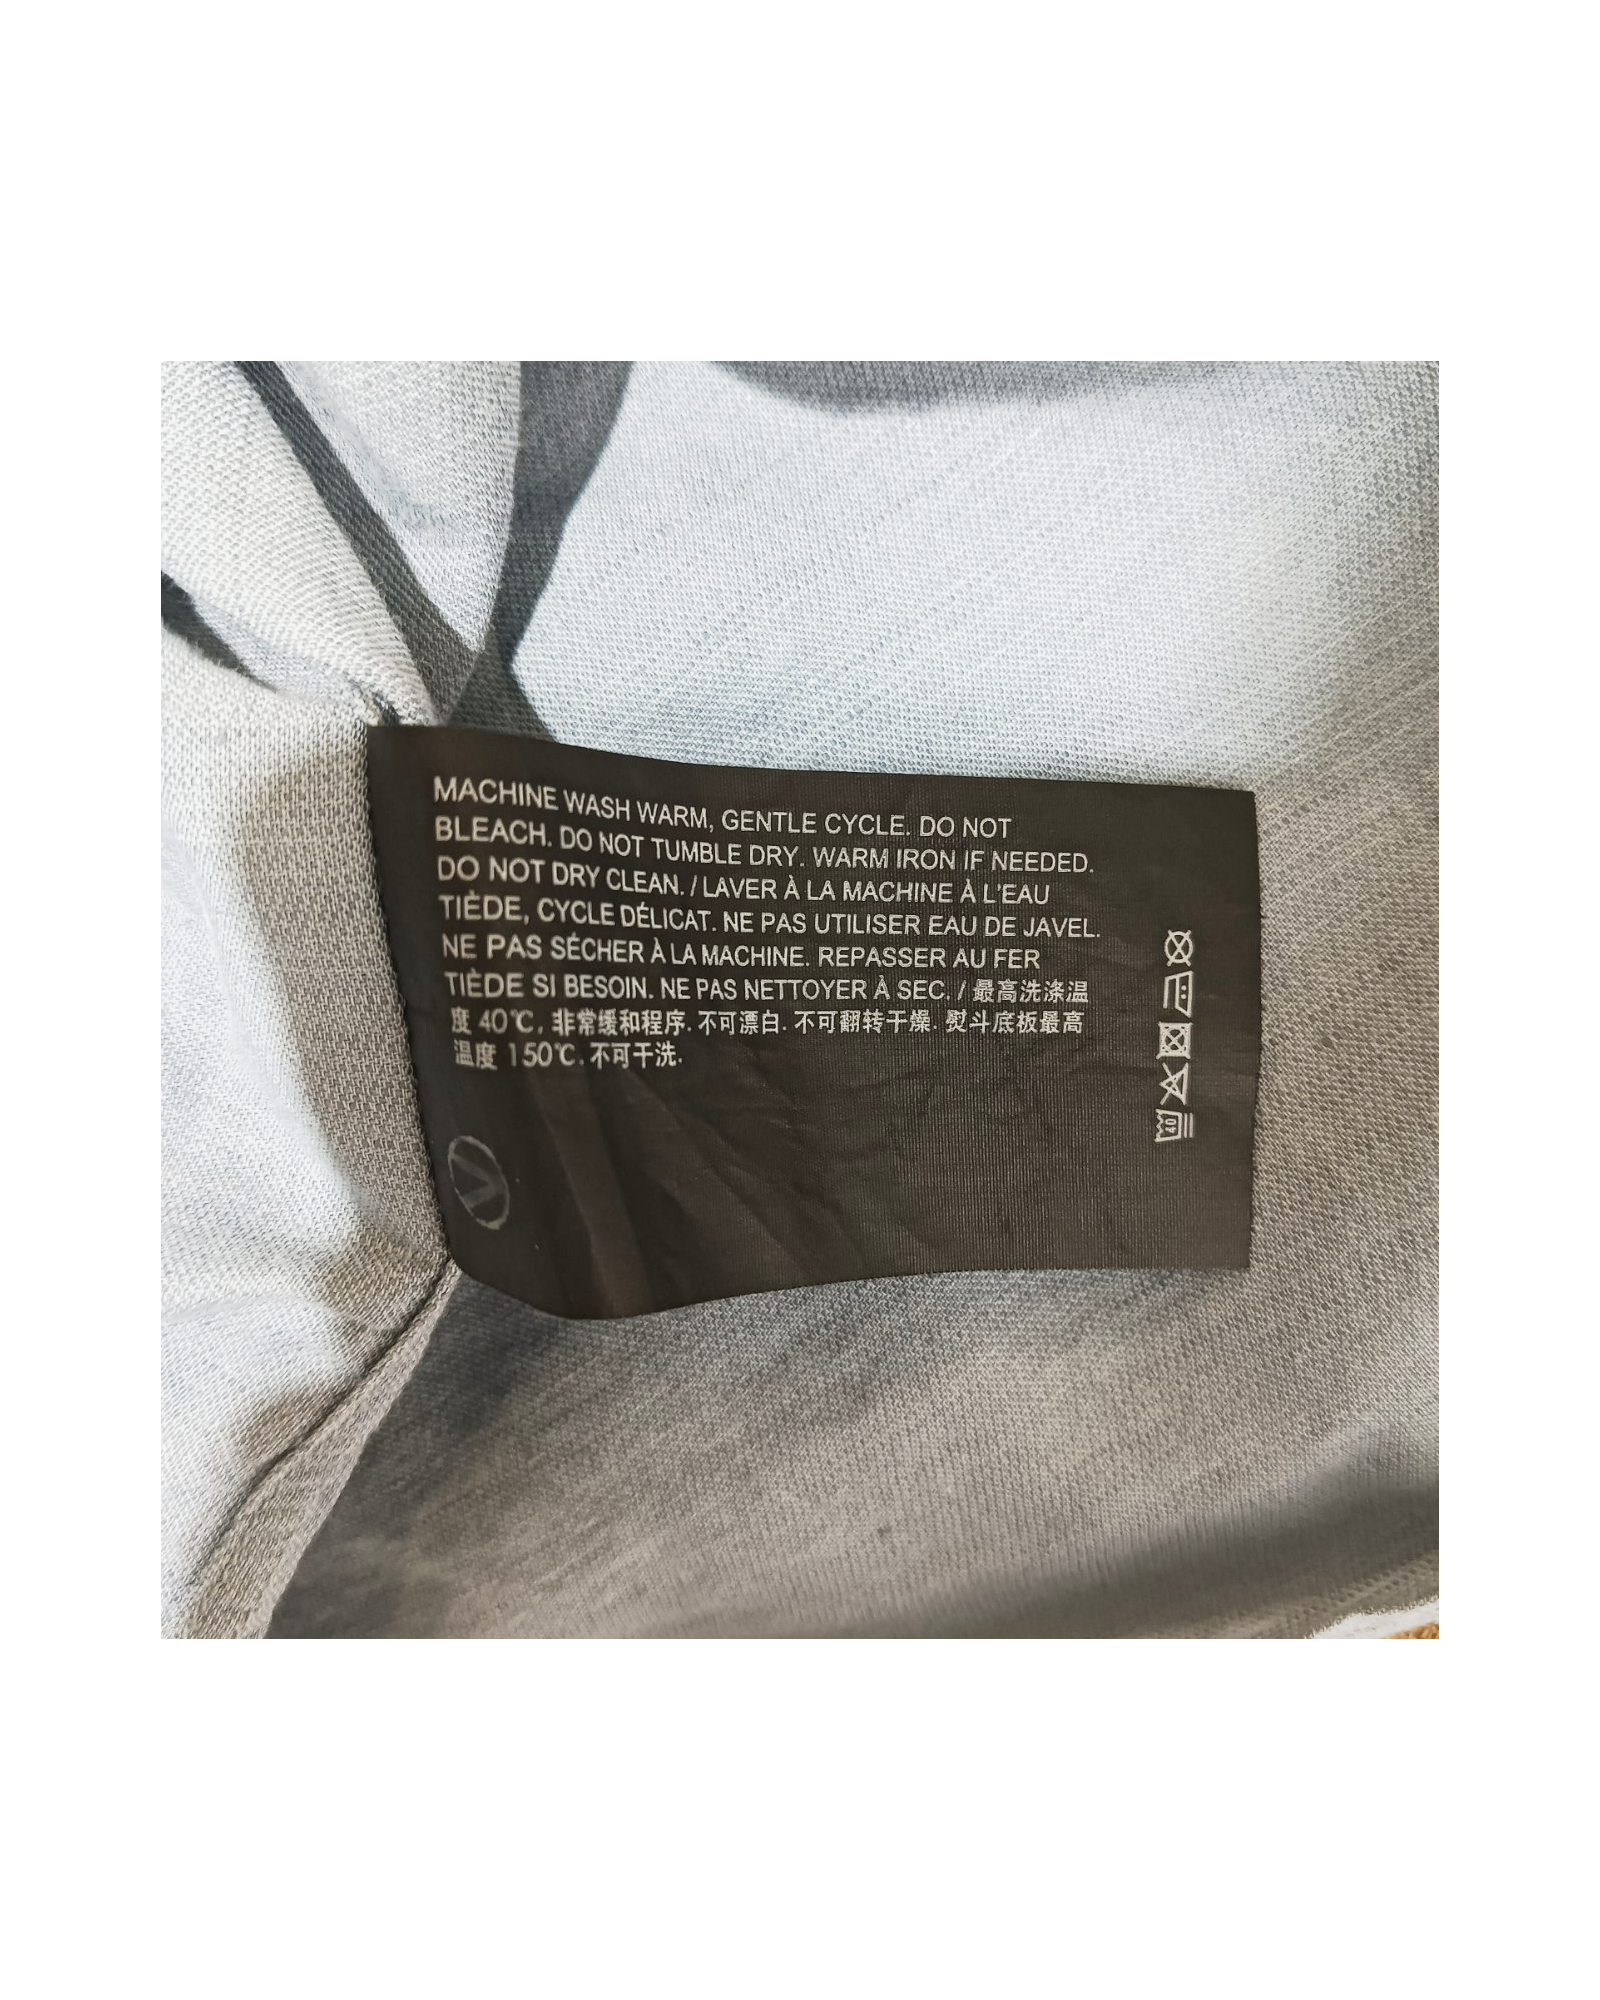 MACHINE WASH WARM, GENTLE CYCLE. DO NOT
BLEACH. DO NOT TUMBLE DRY. WARM IRON IF NEEDED.
DO NOT DRY CLEAN. / LAVER À LA MACHINE À L'EAU
TIÈDE, CYCLE DÉLICAT. NE PAS UTILISER EAU DE JAVEL.
NE PAS SÉCHER À LA MACHINE. REPASSER AU FER
TIÈDE SI BESOIN. NE PAS NETTOYER À SEC. / 最高洗涤温
度 40℃. 非常缓和程序. 不可漂白. 不可翻转干燥. 熨斗底板最高
温度 150℃. 不可干洗.
40
V